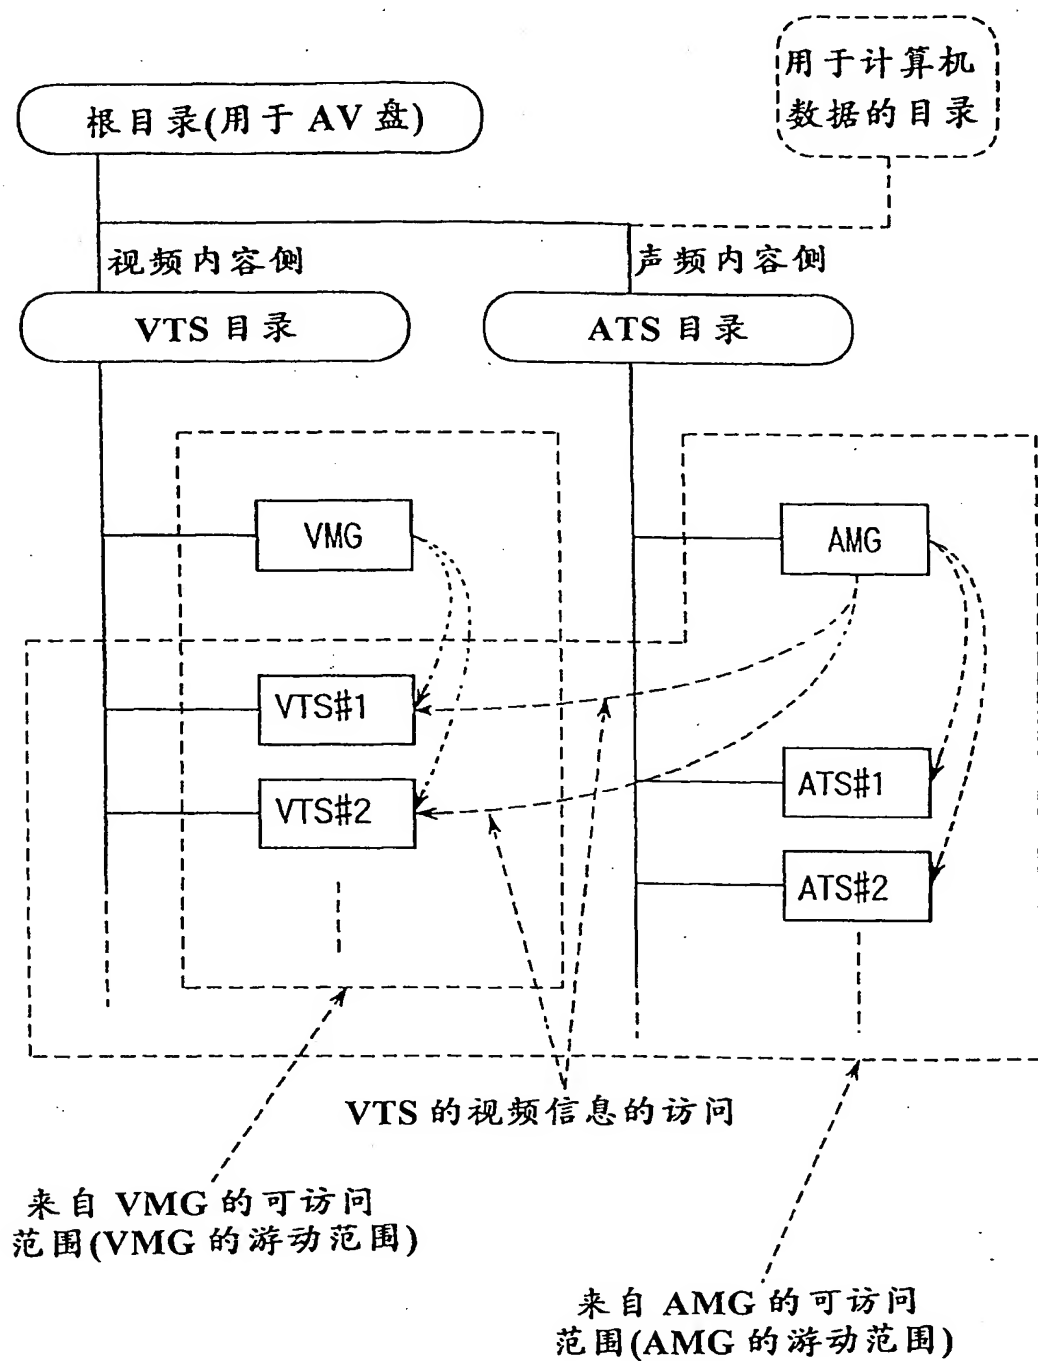 用于计算机
数据的目录
根目录(用于 AV 盘)
视频内容侧
声频内容侧
VTS 目录
ATS 目录
VMG
AMG
VTS#1
VTS#2
ATS#1
ATS#2
VTS 的视频信息的访问
来自 VMG 的可访问
范围(VMG 的游动范围)
来自 AMG 的可访问
范围(AMG 的游动范围)